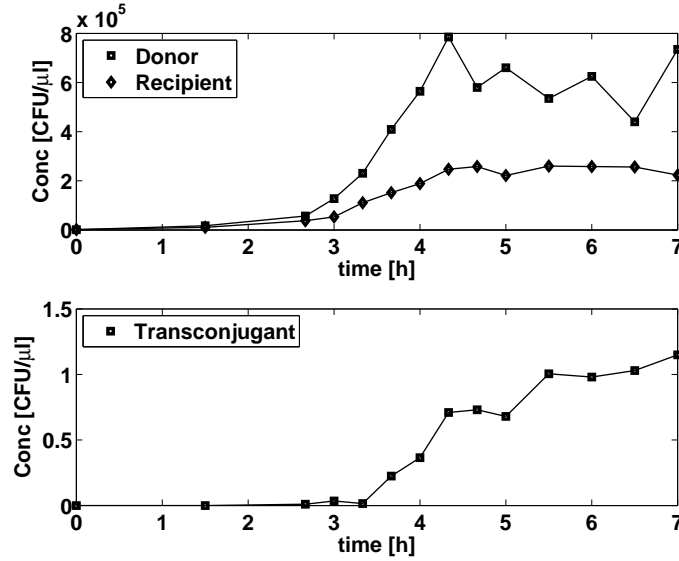 x 10^5
8
Donor
Recipient
6
4
2
0
Conc [CFU/μl]
0 1 2 3 4 5 6 7
time [h]
1.5
Transconjugant
1
0.5
0
Conc [CFU/μl]
0 1 2 3 4 5 6 7
time [h]